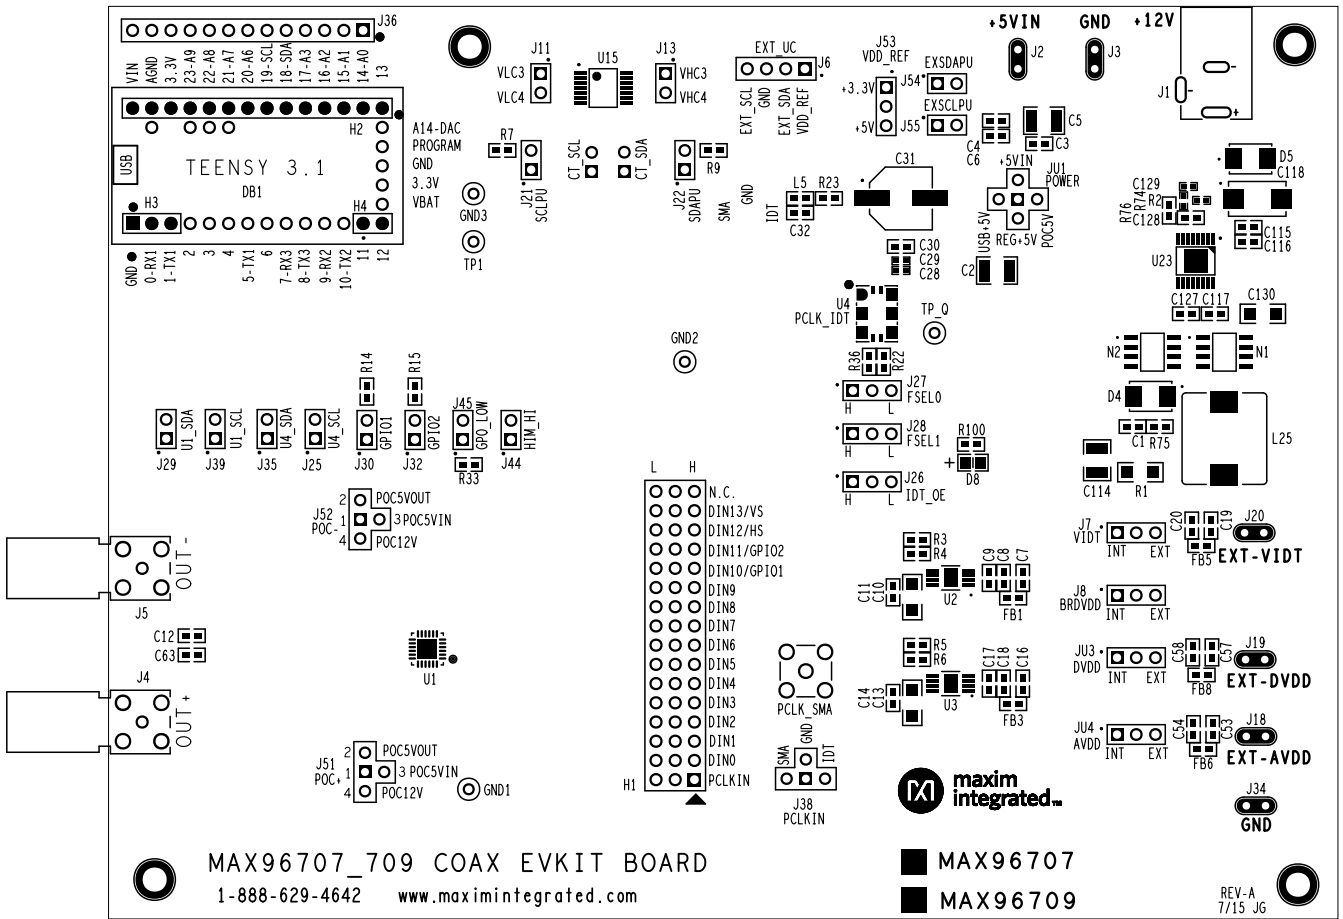 J36
VIN
AGND
3.3V
23-A9
22-A8
21-A7
20-A6
19-SCL
18-SDA
17-A3
16-A2
15-A1
14-A0
13
H2
A14-DAC
PROGRAM
GND
3.3V
VBAT
USB
TEENSY 3.1
DB1
H3
H4
GND
0-RX1
1-TX1
2
3
4
5-TX1
6
7-RX3
8-TX3
9-RX2
10-TX2
11
12
GND3
TP1
J11
VLC3
VLC4
U15
J13
VHC3
VHC4
R7
J21
SCLPU
CT_SCL
CT_SDA
J22
SDAPU
R9
SMA
GND
IDT
EXT_UC
J6
EXT_SCL
GND
EXT_SDA
VDD_REF
J53
VDD_REF
+3.3V
+5V
EXSDAPU
J54
EXSCLPU
J55
+5VIN
J2
GND
J3
+12V
J1
-
-
+
C4
C6
C5
C3
C31
L5
R23
C32
C30
C29
C28
+5VIN
JU1
POWER
USB+5V
REG+5V
POC5V
C2
D5
C118
C129
R2
R74
R76
C128
C115
C116
U23
C127
C117
C130
N2
N1
D4
C1
R75
L25
C114
R1
U4
PCLK_IDT
TP_Q
R36
R22
J27
FSEL0
H
L
J28
FSEL1
H
L
J26
IDT_OE
H
L
R100
+
D8
GND2
R14
R15
U1_SDA
J29
U1_SCL
J39
U4_SDA
J35
U4_SCL
J25
GPIO1
J30
GPIO2
J32
J45
GPO_LOW
R33
HIM_HI
J44
J52
POC-
2
1
4
3
POC5VOUT
POC5VIN
POC12V
OUT-
J5
C12
C63
J4
OUT+
U1
J51
POC+
2
1
4
3
POC5VOUT
POC5VIN
POC12V
GND1
L
H
N.C.
DIN13/VS
DIN12/HS
DIN11/GPIO2
DIN10/GPIO1
DIN9
DIN8
DIN7
DIN6
DIN5
DIN4
DIN3
DIN2
DIN1
DIN0
PCLKIN
H1
PCLK_SMA
SMA
GND_
IDT
J38
PCLKIN
R3
R4
C11
C10
U2
C9
C8
C7
FB1
R5
R6
C14
C13
U3
C17
C18
C16
FB3
J7
VIDT
INT
EXT
C20
C19
FB5
J20
EXT-VIDT
J8
BRDVDD
INT
EXT
JU3
DVDD
INT
EXT
C58
C57
FB8
J19
EXT-DVDD
JU4
AVDD
INT
EXT
C54
C53
FB6
J18
EXT-AVDD
J34
GND
maxim
integrated™
MAX96707_709 COAX EVKIT BOARD
1-888-629-4642 www.maximintegrated.com
MAX96707
MAX96709
REV-A
7/15 JG